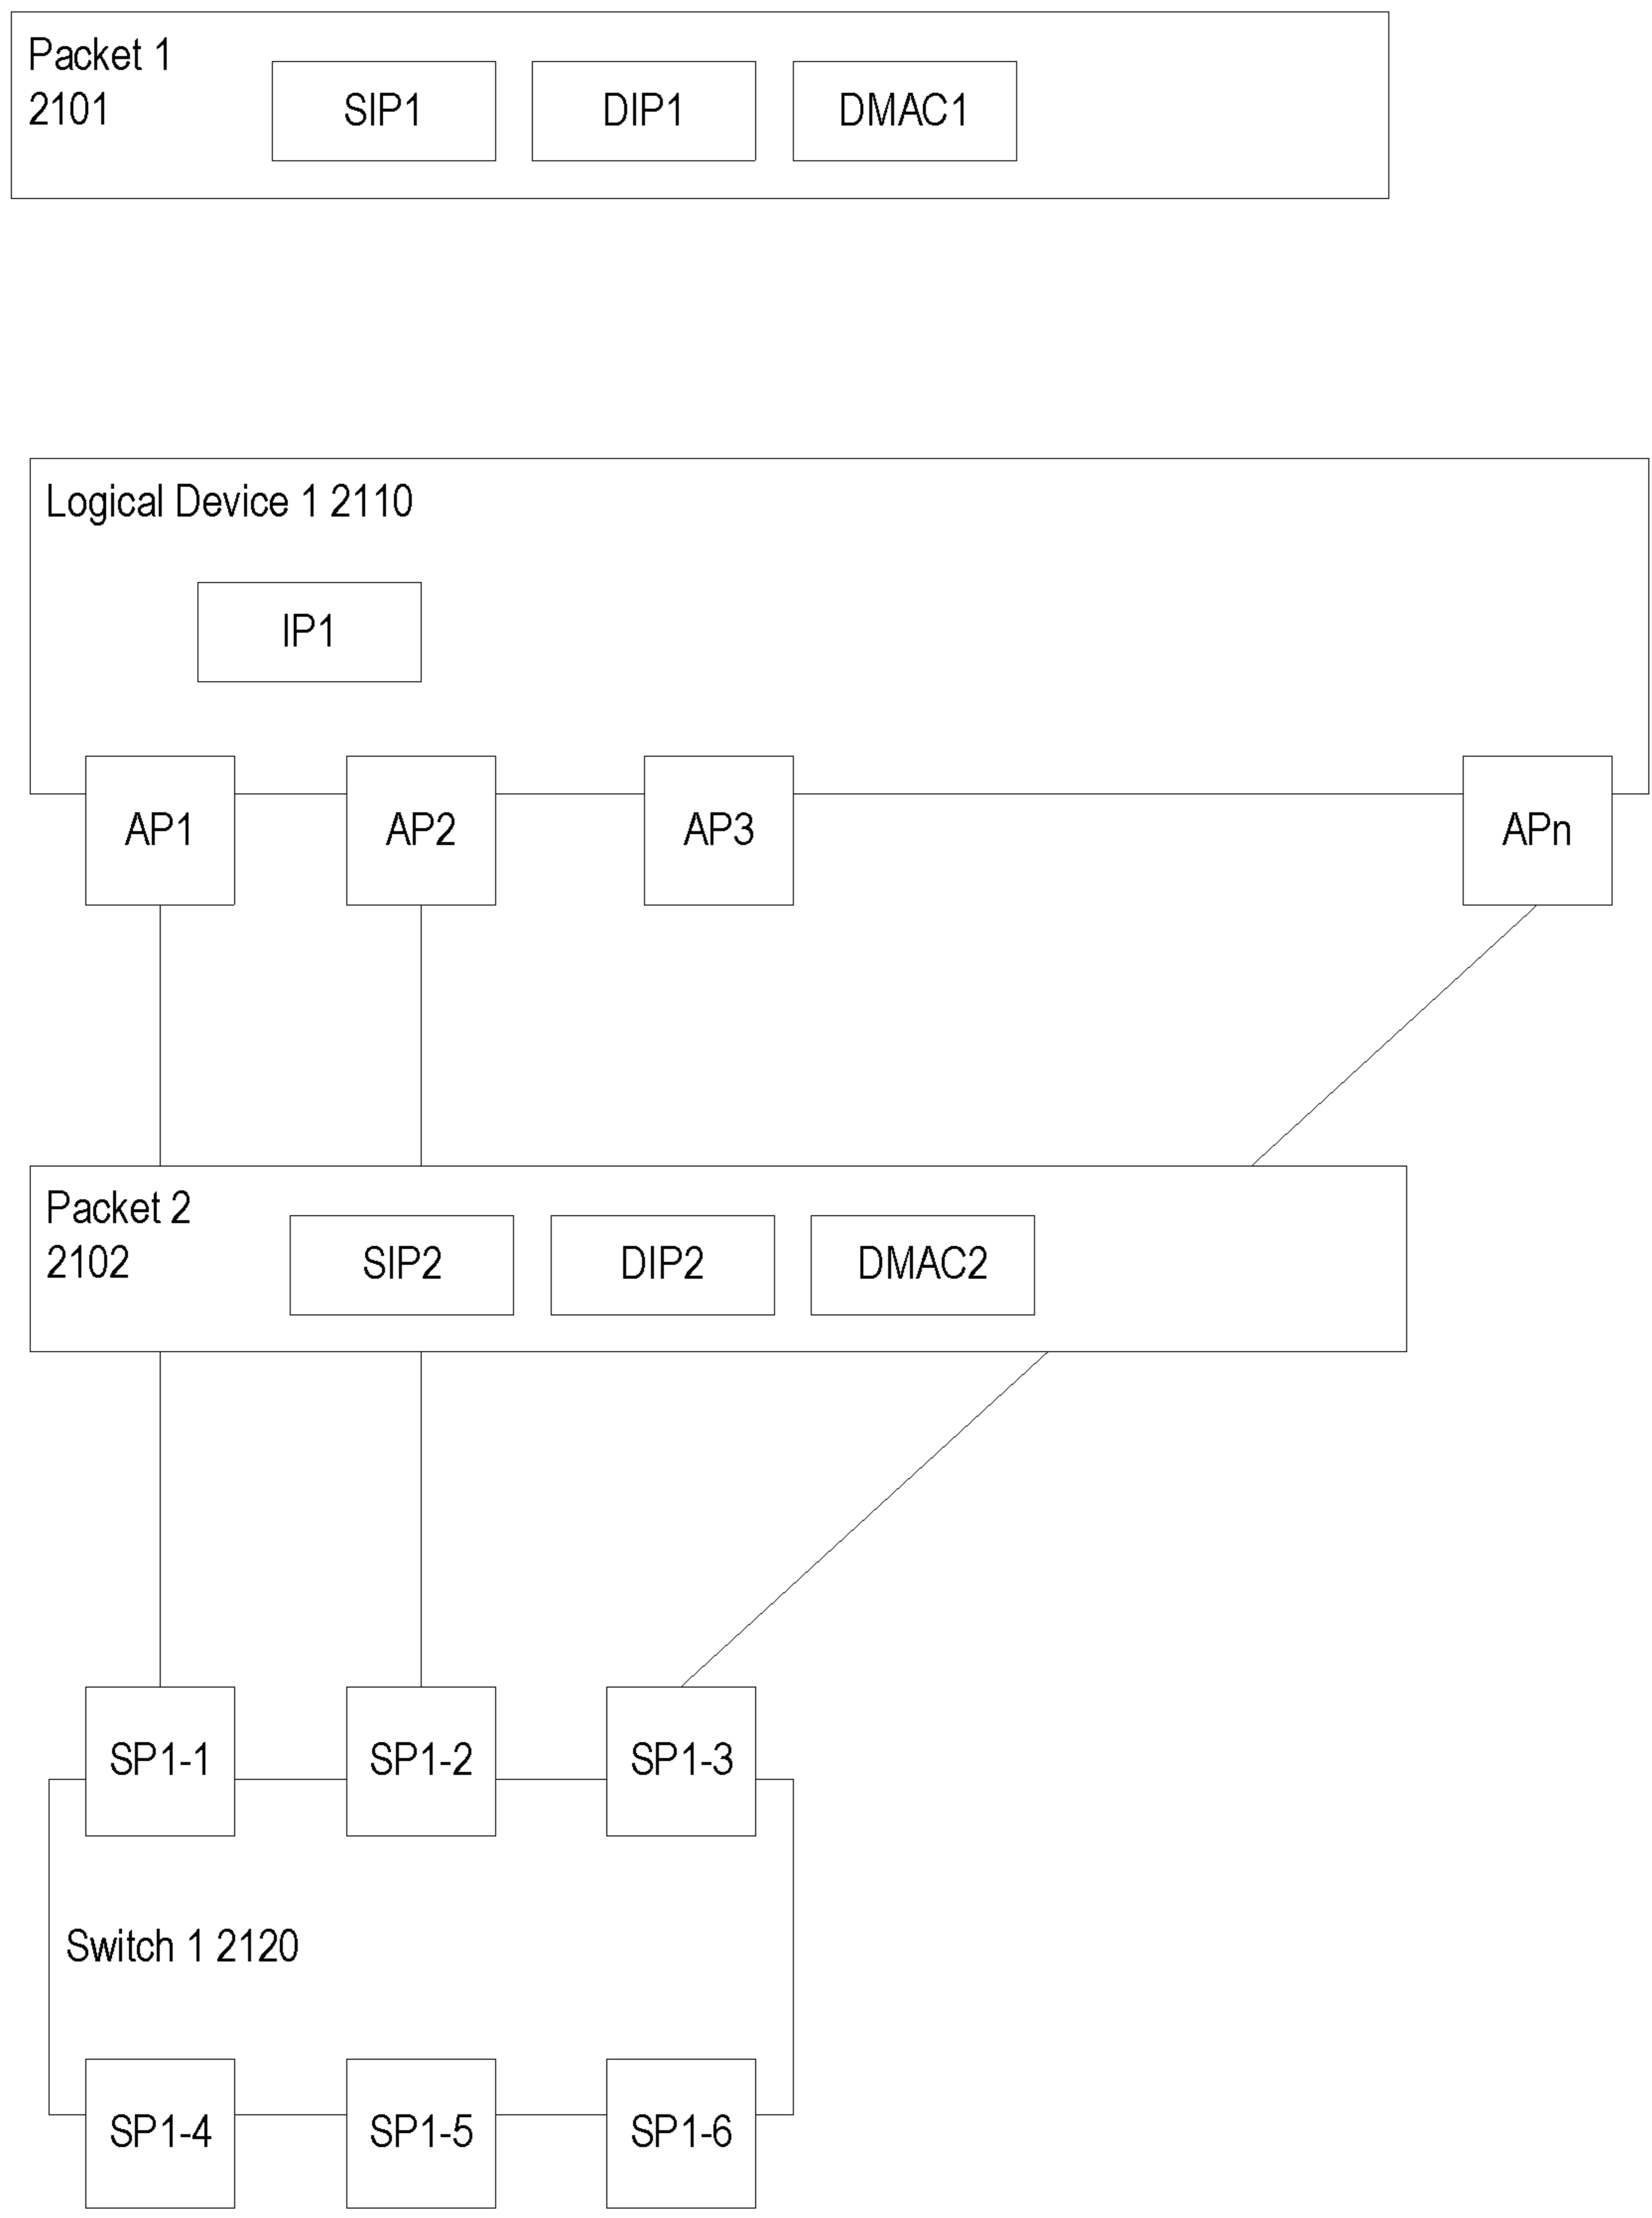 Packet 1
2101
SIP1
DIP1
DMAC1
Logical Device 1 2110
IP1
AP1
AP2
AP3
APn
Packet 2
2102
SIP2
DIP2
DMAC2
SP1-1
SP1-2
SP1-3
Switch 1 2120
SP1-4
SP1-5
SP1-6